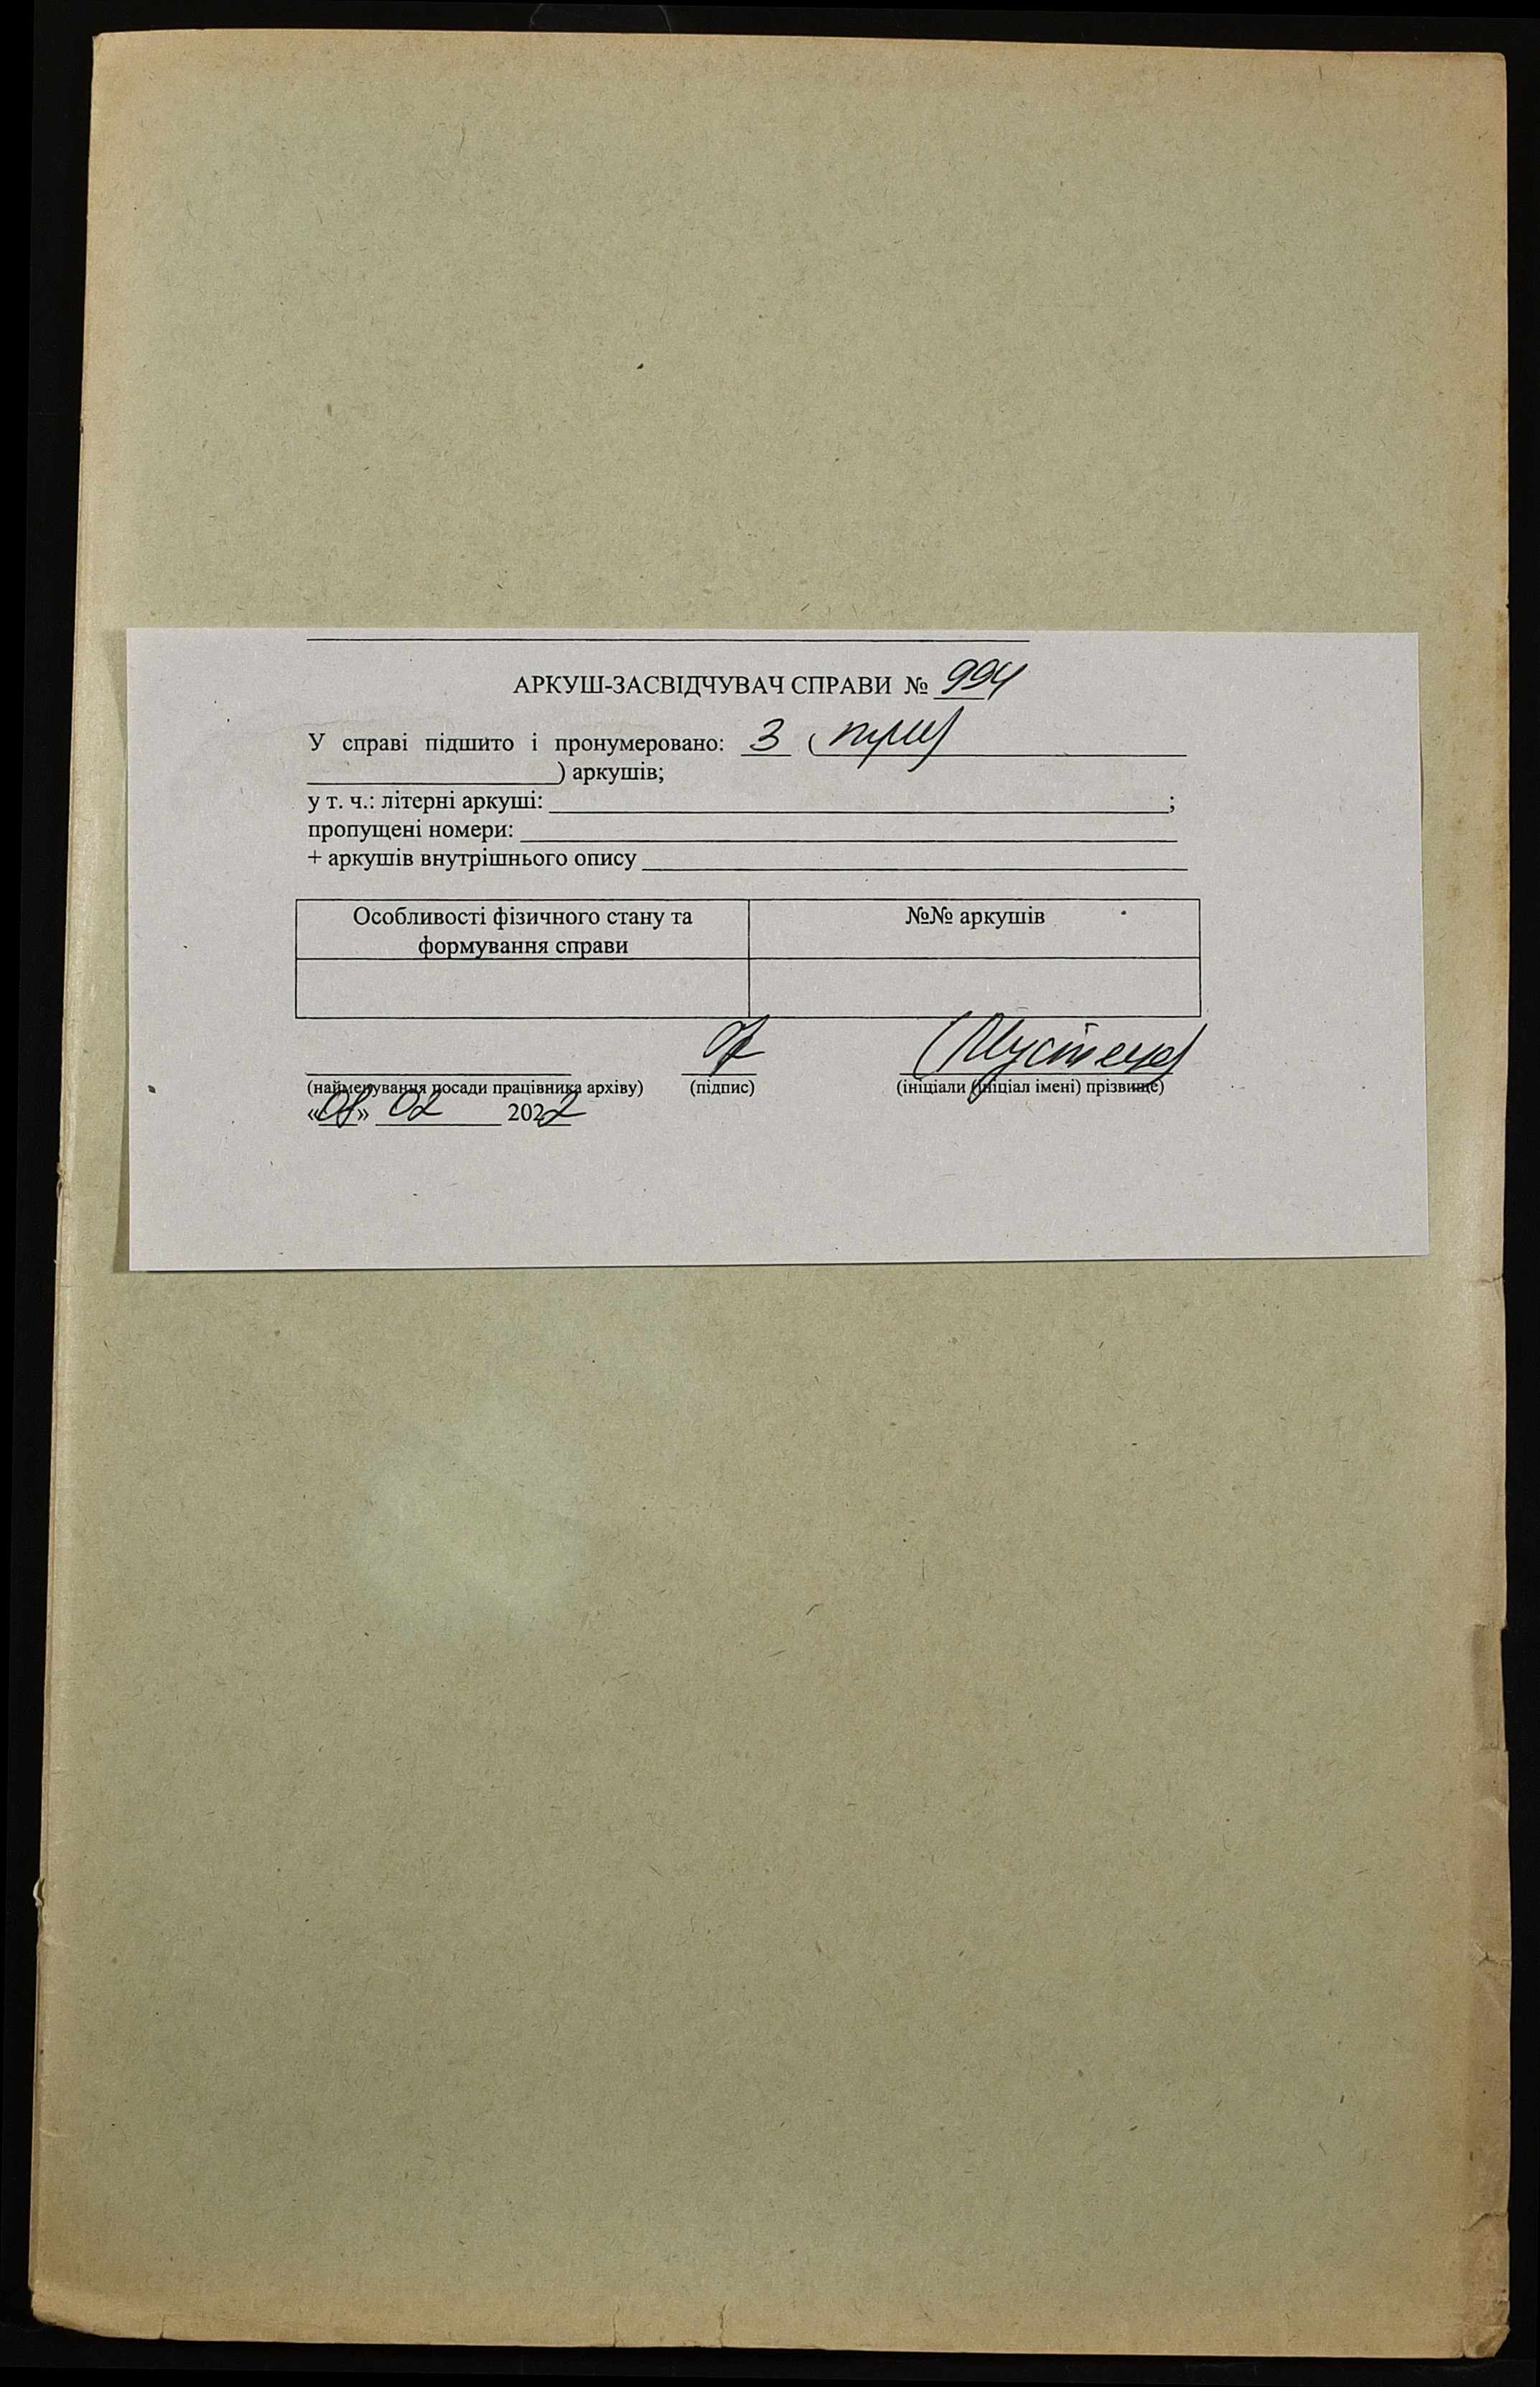 АРКУШ-ЗАСВІДЧУВАЧ СПРАВИ № 994
У справі підшито і пронумеровано: 3 (три)
) аркушів;
у т. ч.: літерні аркуші: ;
пропущені номери:
+ аркушів внутрішнього опису
Особливості фізичного стану та
формування справи
№№ аркушів
(найменування посади працівника архіву) (підпис) (ініціали (ініціал імені) прізвище)
« » 02 2022